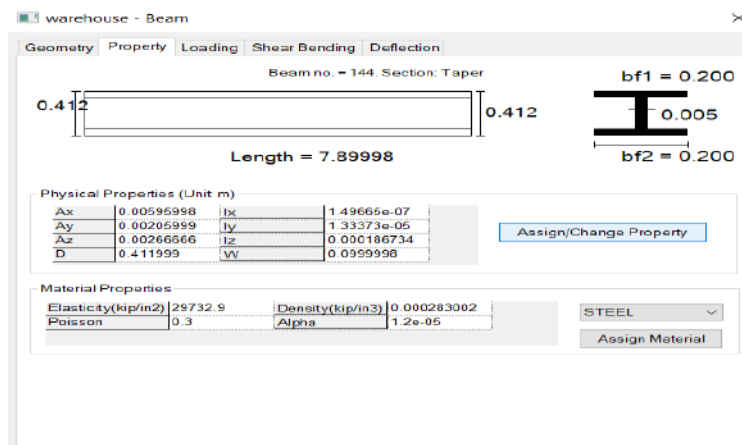 warehouse - Beam
Geometry Property Loading Shear Bending Deflection
Beam no. = 144. Section: Taper
bf1 = 0.200
0.412
0.412
0.005
Length = 7.89998
bf2 = 0.200
Physical Properties (Unit m)
Ax 0.00595998 Ix 1.49665e-07
Ay 0.00205999 Iy 1.33373e-05
Az 0.00266666 Iz 0.000186734
D 0.411999 W 0.0999998
Assign/Change Property
Material Properties
Elasticity(kip/in2) 29732.9 Density(kip/in3) 0.000283002
Poisson 0.3 Alpha 1.2e-05
STEEL
Assign Material